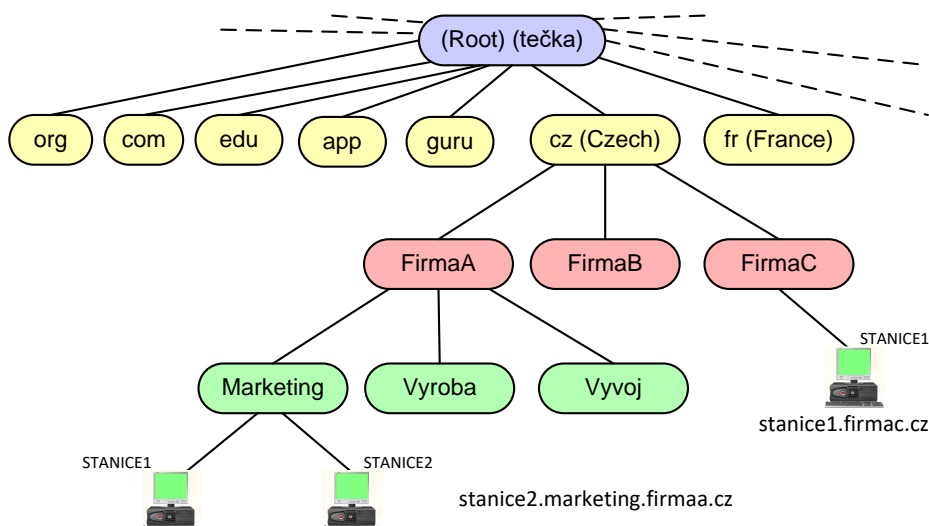 (Root) (tečka)
org
com
edu
app
guru
cz (Czech)
fr (France)
FirmaA
FirmaB
FirmaC
STANICE1
Marketing
Vyroba
Vyvoj
stanice1.firmac.cz
STANICE1
STANICE2
stanice2.marketing.firmaa.cz